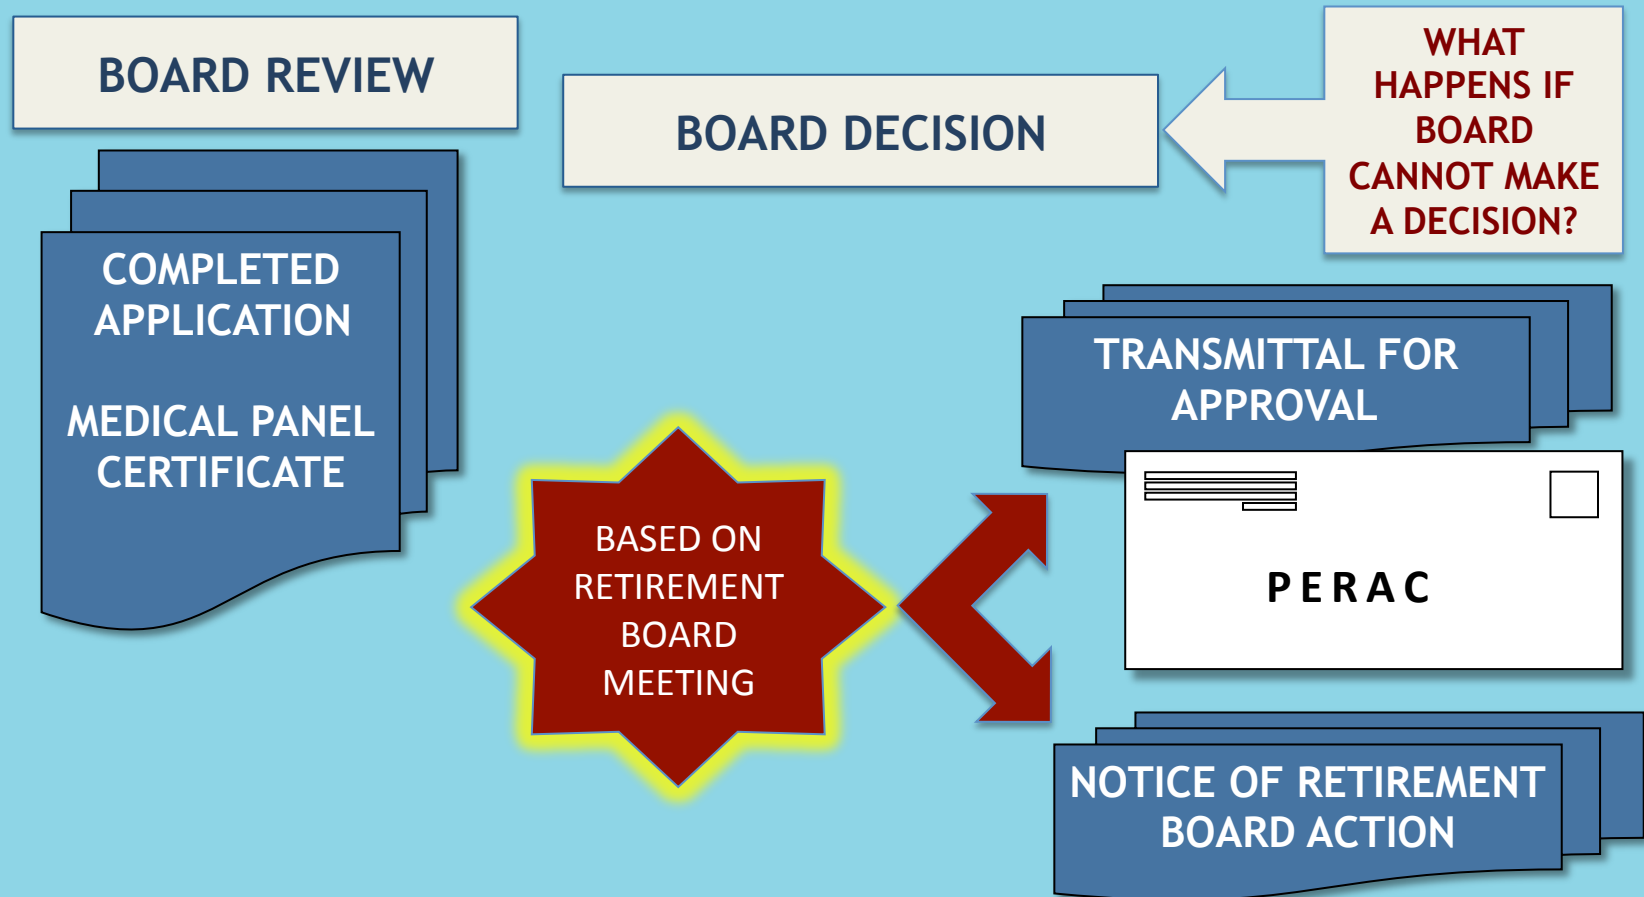 BOARD REVIEW
COMPLETED
APPLICATION
MEDICAL PANEL
CERTIFICATE
BOARD DECISION
WHAT
HAPPENS IF
BOARD
CANNOT MAKE
A DECISION?
BASED ON
RETIREMENT
BOARD
MEETING
TRANSMITTAL FOR
APPROVAL
PERAC
NOTICE OF RETIREMENT
BOARD ACTION